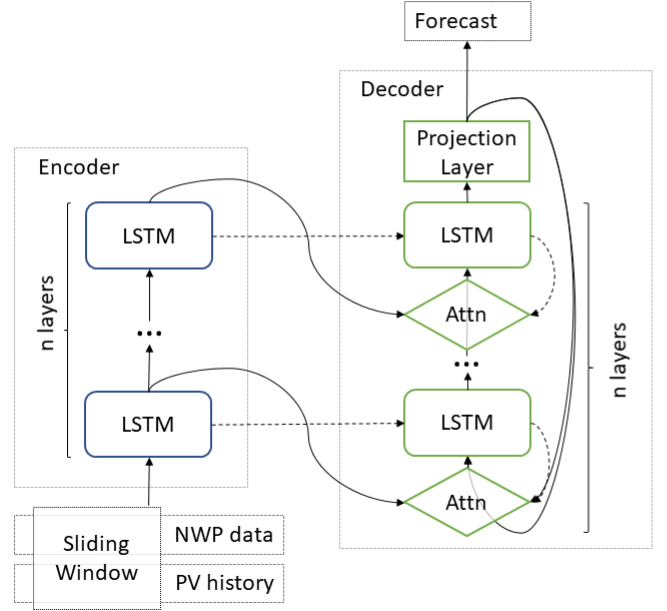 Forecast
Decoder
Projection
Layer
Encoder
LSTM
LSTM
n layers
Attn
n layers
...
...
LSTM
LSTM
Attn
Sliding
Window
NWP data
PV history